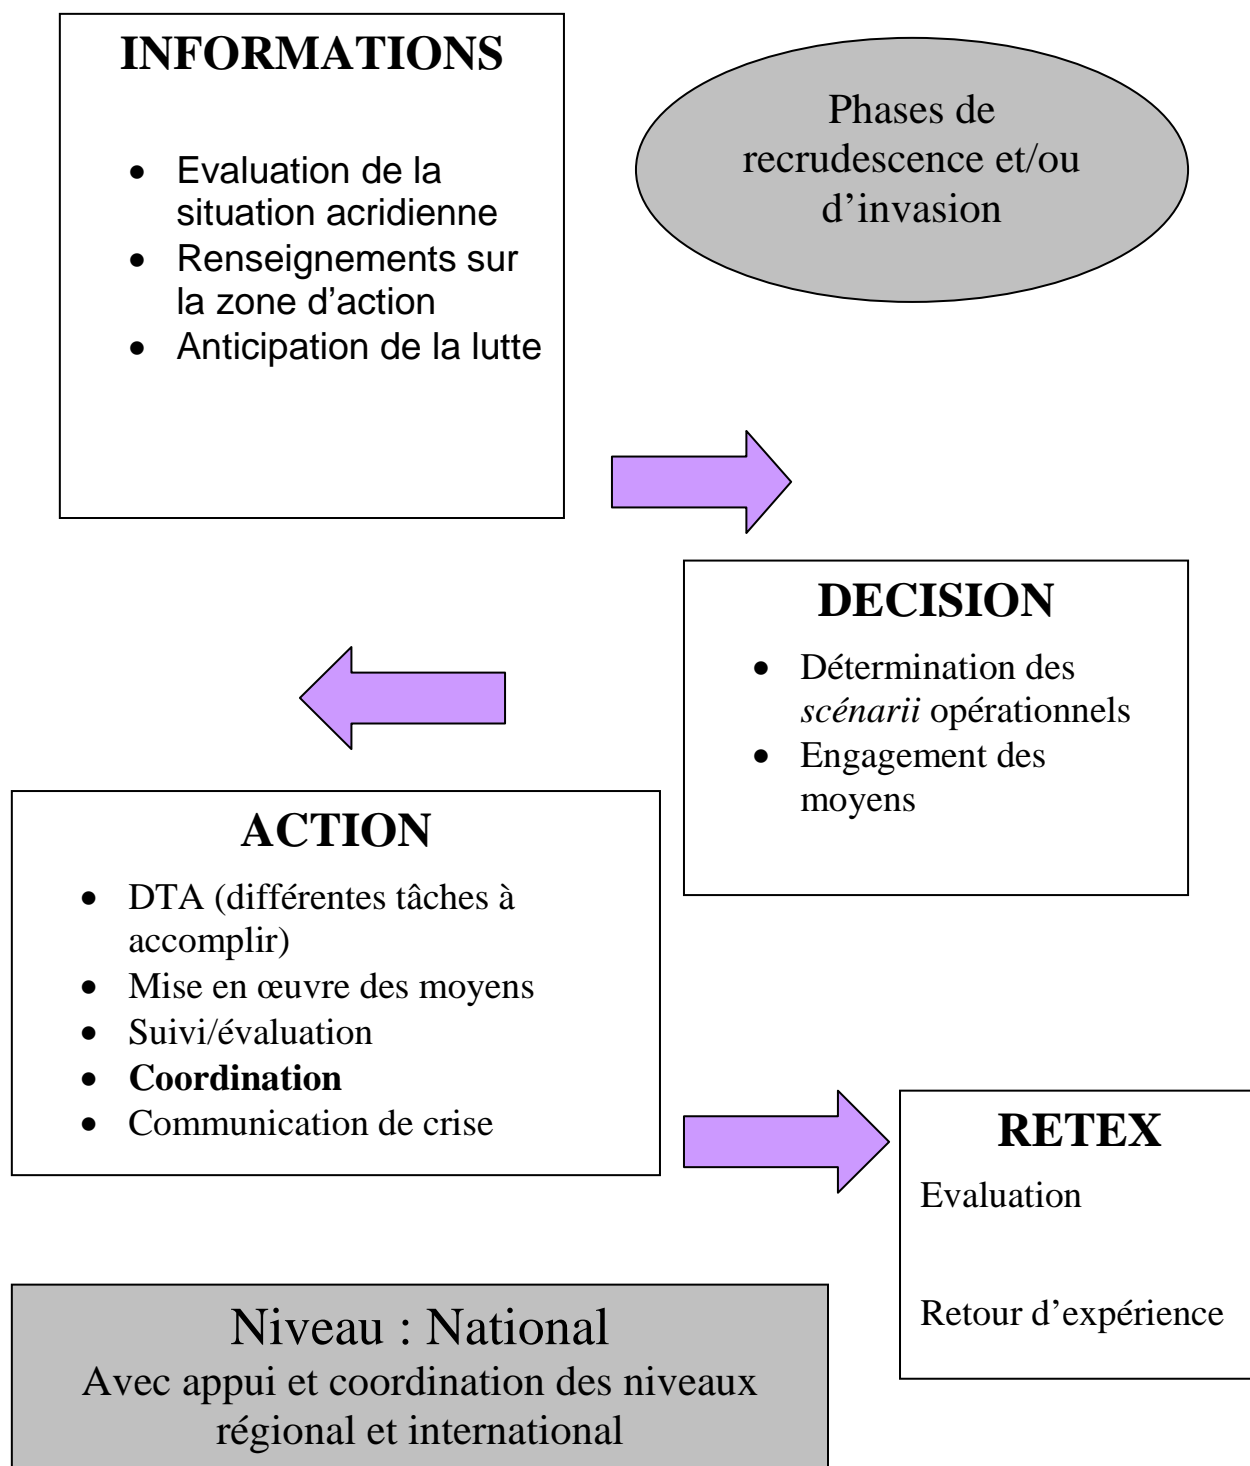 INFORMATIONS
• Evaluation de la
situation acridienne
• Renseignements sur
la zone d'action
• Anticipation de la lutte
Phases de
recrudescence et/ou
d’invasion
DECISION
• Détermination des
scénarii opérationnels
• Engagement des
moyens
ACTION
• DTA (différentes tâches à
accomplir)
• Mise en œuvre des moyens
• Suivi/évaluation
• Coordination
• Communication de crise
RETEX
Evaluation
Retour d’expérience
Niveau : National
Avec appui et coordination des niveaux
régional et international